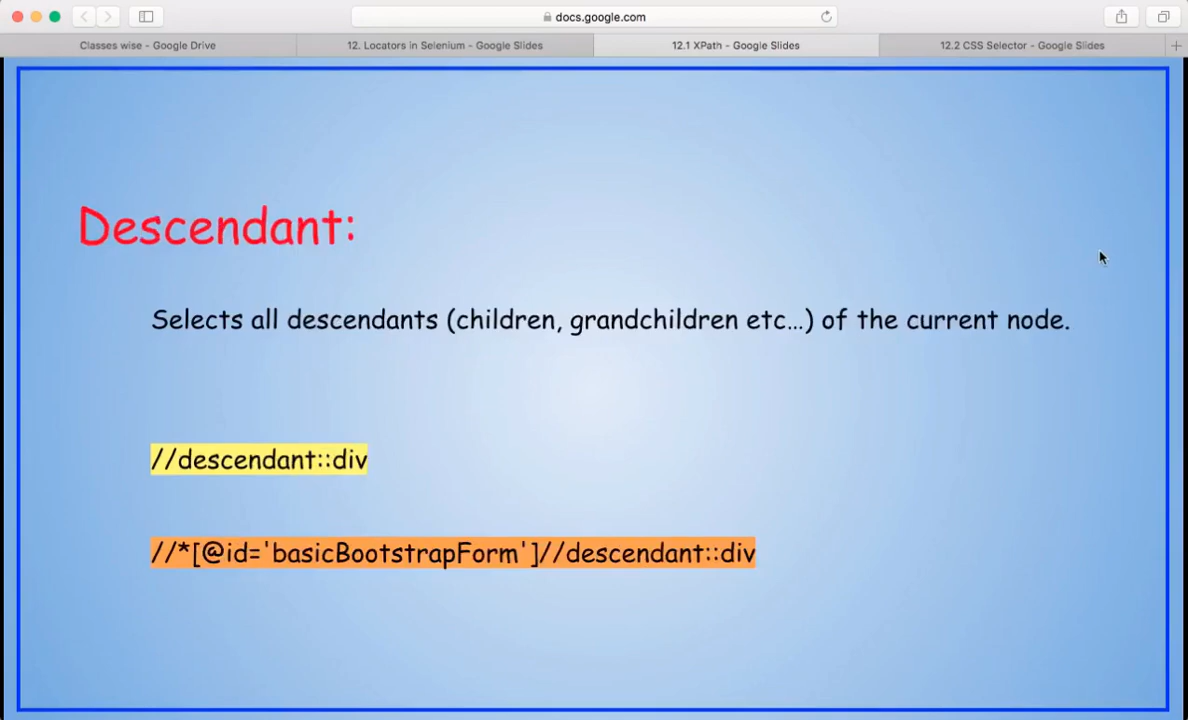 docs.google.com
Classes wise - Google Drive
12. Locators in Selenium - Google Slides
12.1 XPath - Google Slides
12.2 CSS Selector - Google Slides
Descendant:
Selects all descendants (children, grandchildren etc...) of the current node.
//descendant::div
//*[@id='basicBootstrapForm']//descendant::div